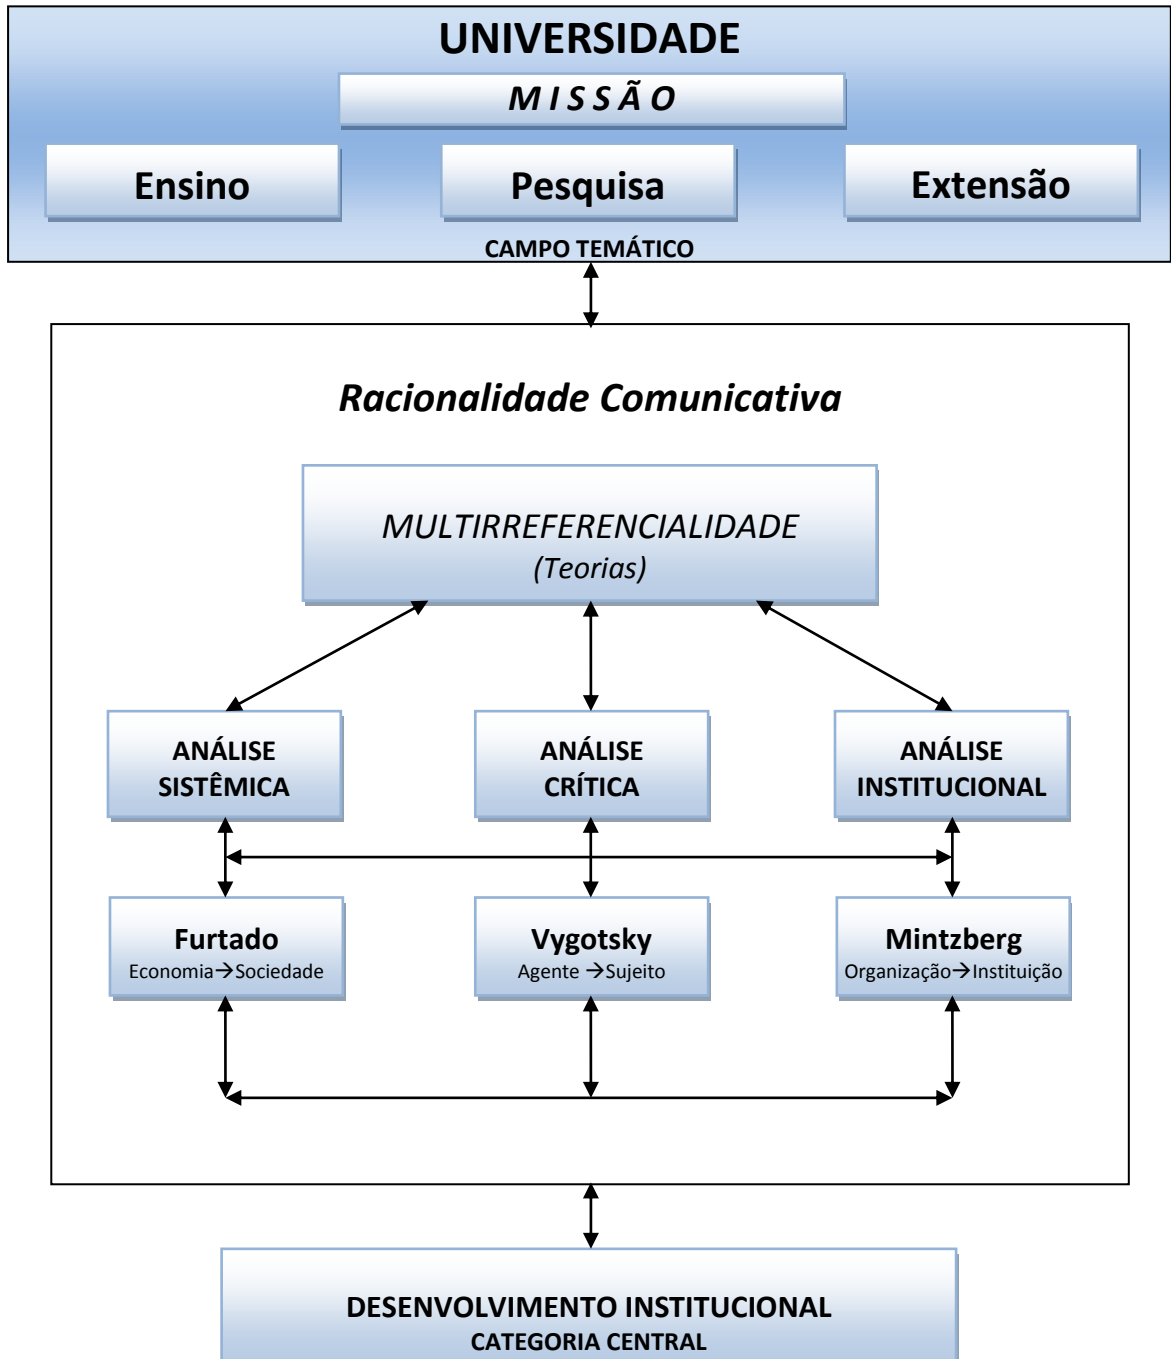 UNIVERSIDADE
M I S S Ã O
Ensino
Pesquisa
Extensão
CAMPO TEMÁTICO
Racionalidade Comunicativa
MULTIRREFERENCIALIDADE
(Teorias)
ANÁLISE
SISTÊMICA
ANÁLISE
CRÍTICA
ANÁLISE
INSTITUCIONAL
Furtado
Economia→Sociedade
Vygotsky
Agente →Sujeito
Mintzberg
Organização→Instituição
DESENVOLVIMENTO INSTITUCIONAL
CATEGORIA CENTRAL